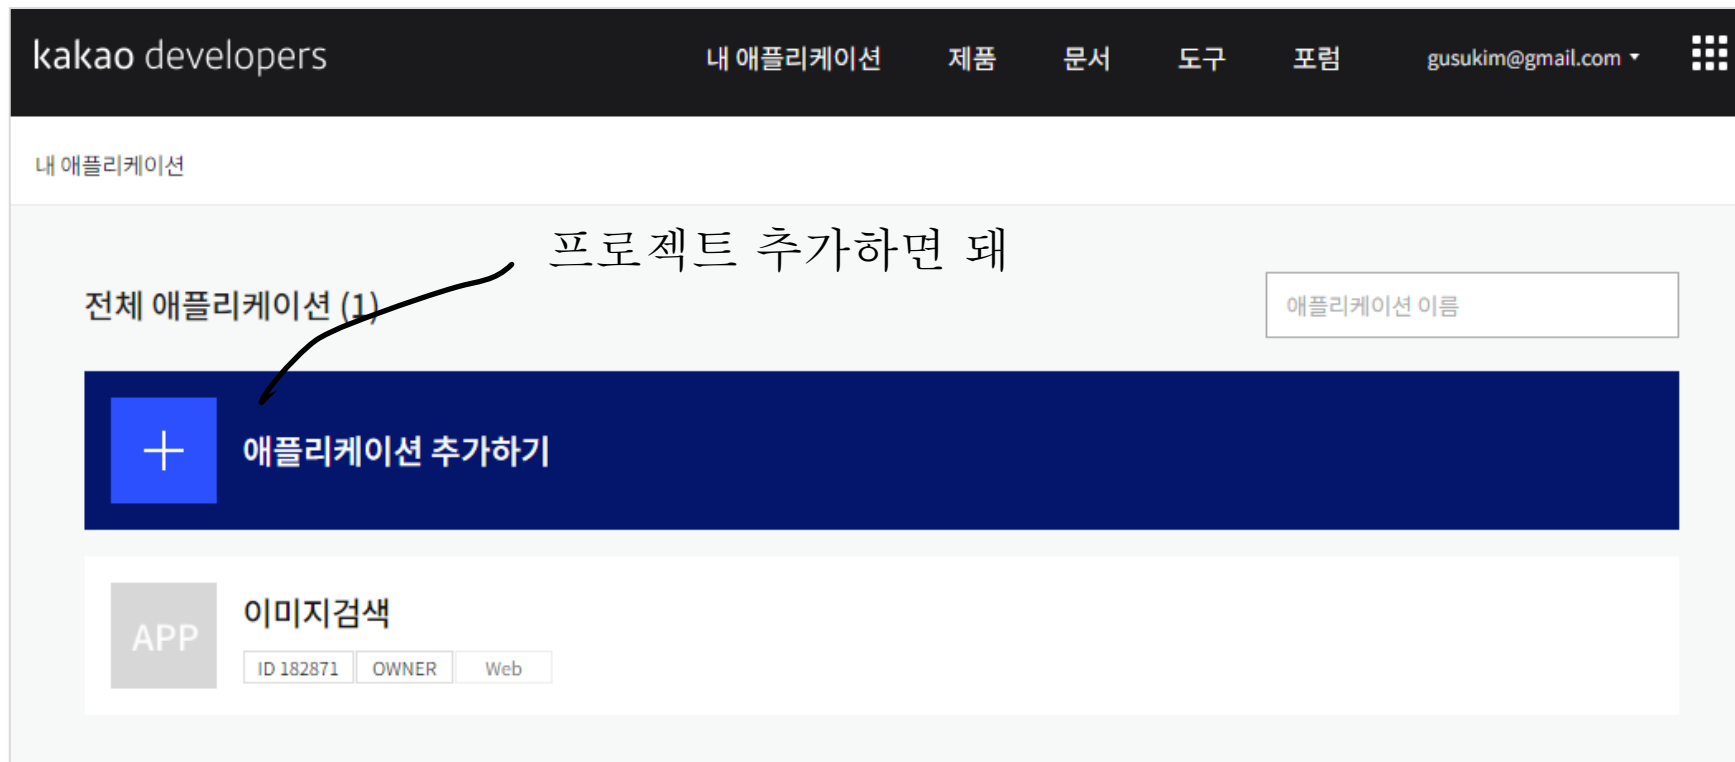 kakao developers 내 애플리케이션 제품 문서 도구 포럼 gusukim@gmail.com
내 애플리케이션
프로젝트 추가하면 돼
전체 애플리케이션 (1)
애플리케이션 이름
애플리케이션 추가하기
APP
이미지검색
ID 182871 OWNER Web